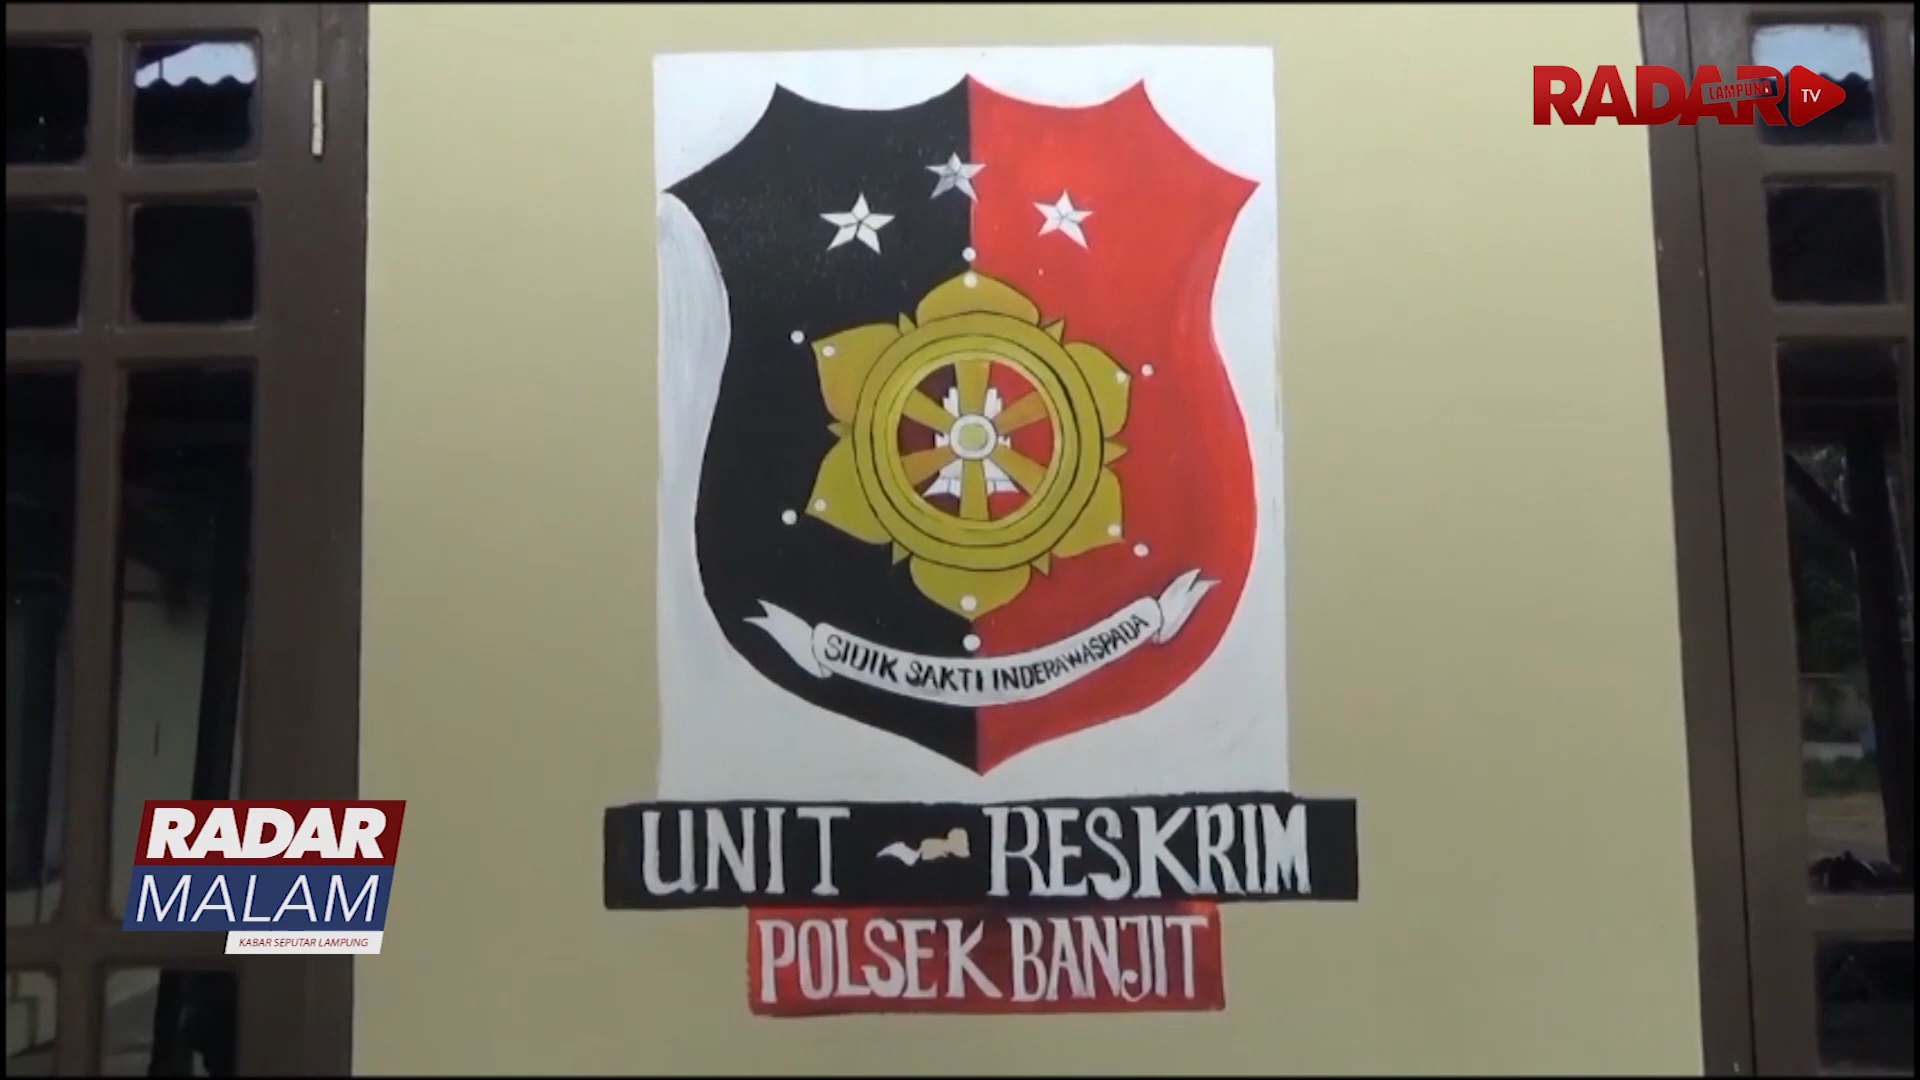 RADAR
LAMPUNG
TV
SIDIK SAKTI INDERAWASPADA
UNIT RESKRIM
POLSEK BANJIT
RADAR
MALAM
KABAR SEPUTAR LAMPUNG